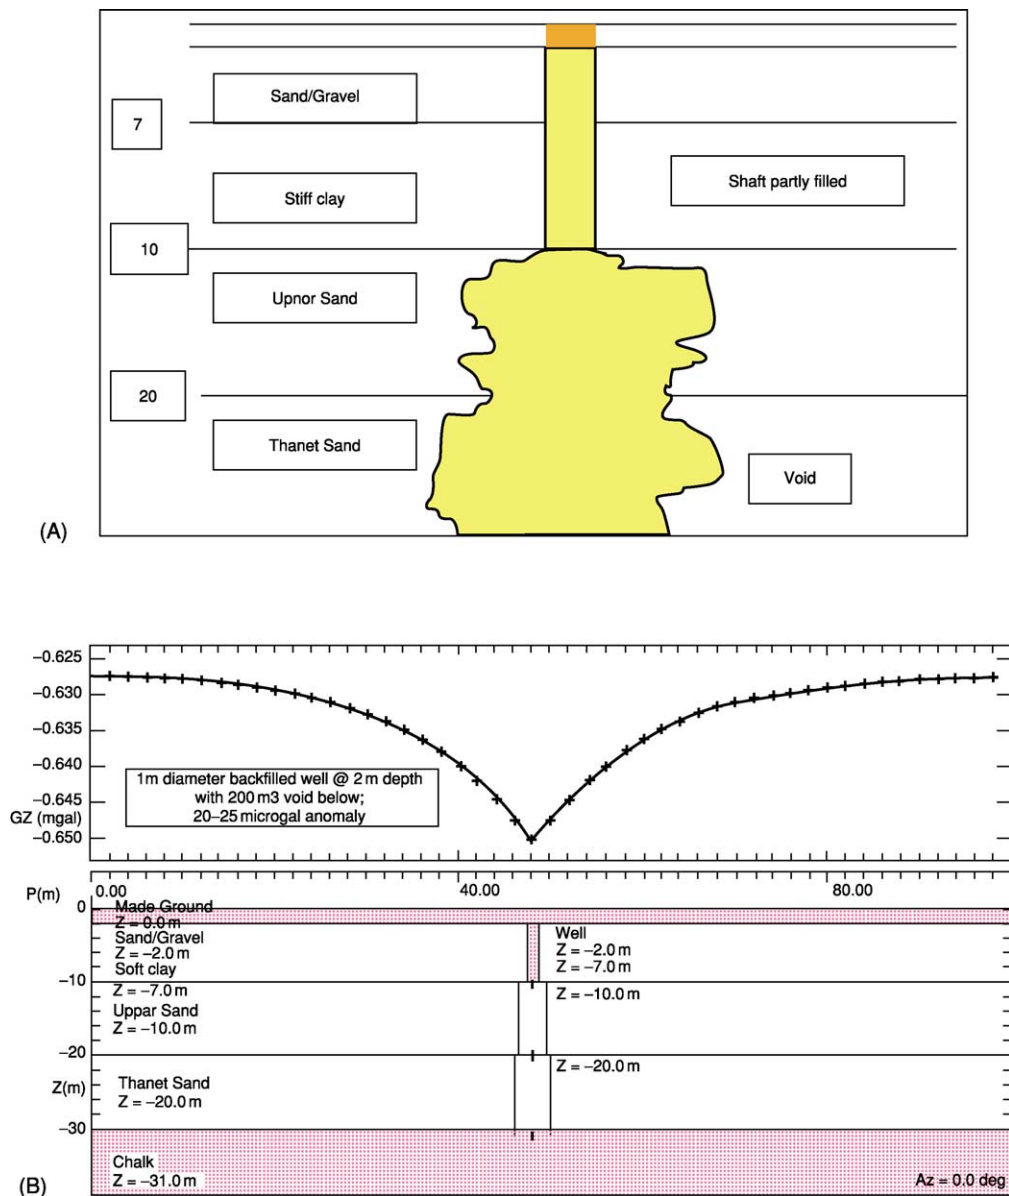 Sand/Gravel
7
Shaft partly filled
Stiff clay
10
Upnor Sand
20
Thanet Sand
Void
(A)
−0.625
−0.630
−0.635
−0.640
−0.645
GZ (mgal)
−0.650
1m diameter backfilled well @ 2 m depth
with 200 m3 void below;
20–25 microgal anomaly
P(m)
0.00
40.00
80.00
0
Made Ground
Z = 0.0 m
Sand/Gravel
Z = −2.0 m
Soft clay
Well
Z = −2.0 m
Z = −7.0 m
−10
Z = −7.0 m
Uppar Sand
Z = −10.0 m
Z = −10.0 m
−20
Z = −20.0 m
Z(m)
Thanet Sand
Z = −20.0 m
−30
Chalk
Z = −31.0 m
Az = 0.0 deg
(B)